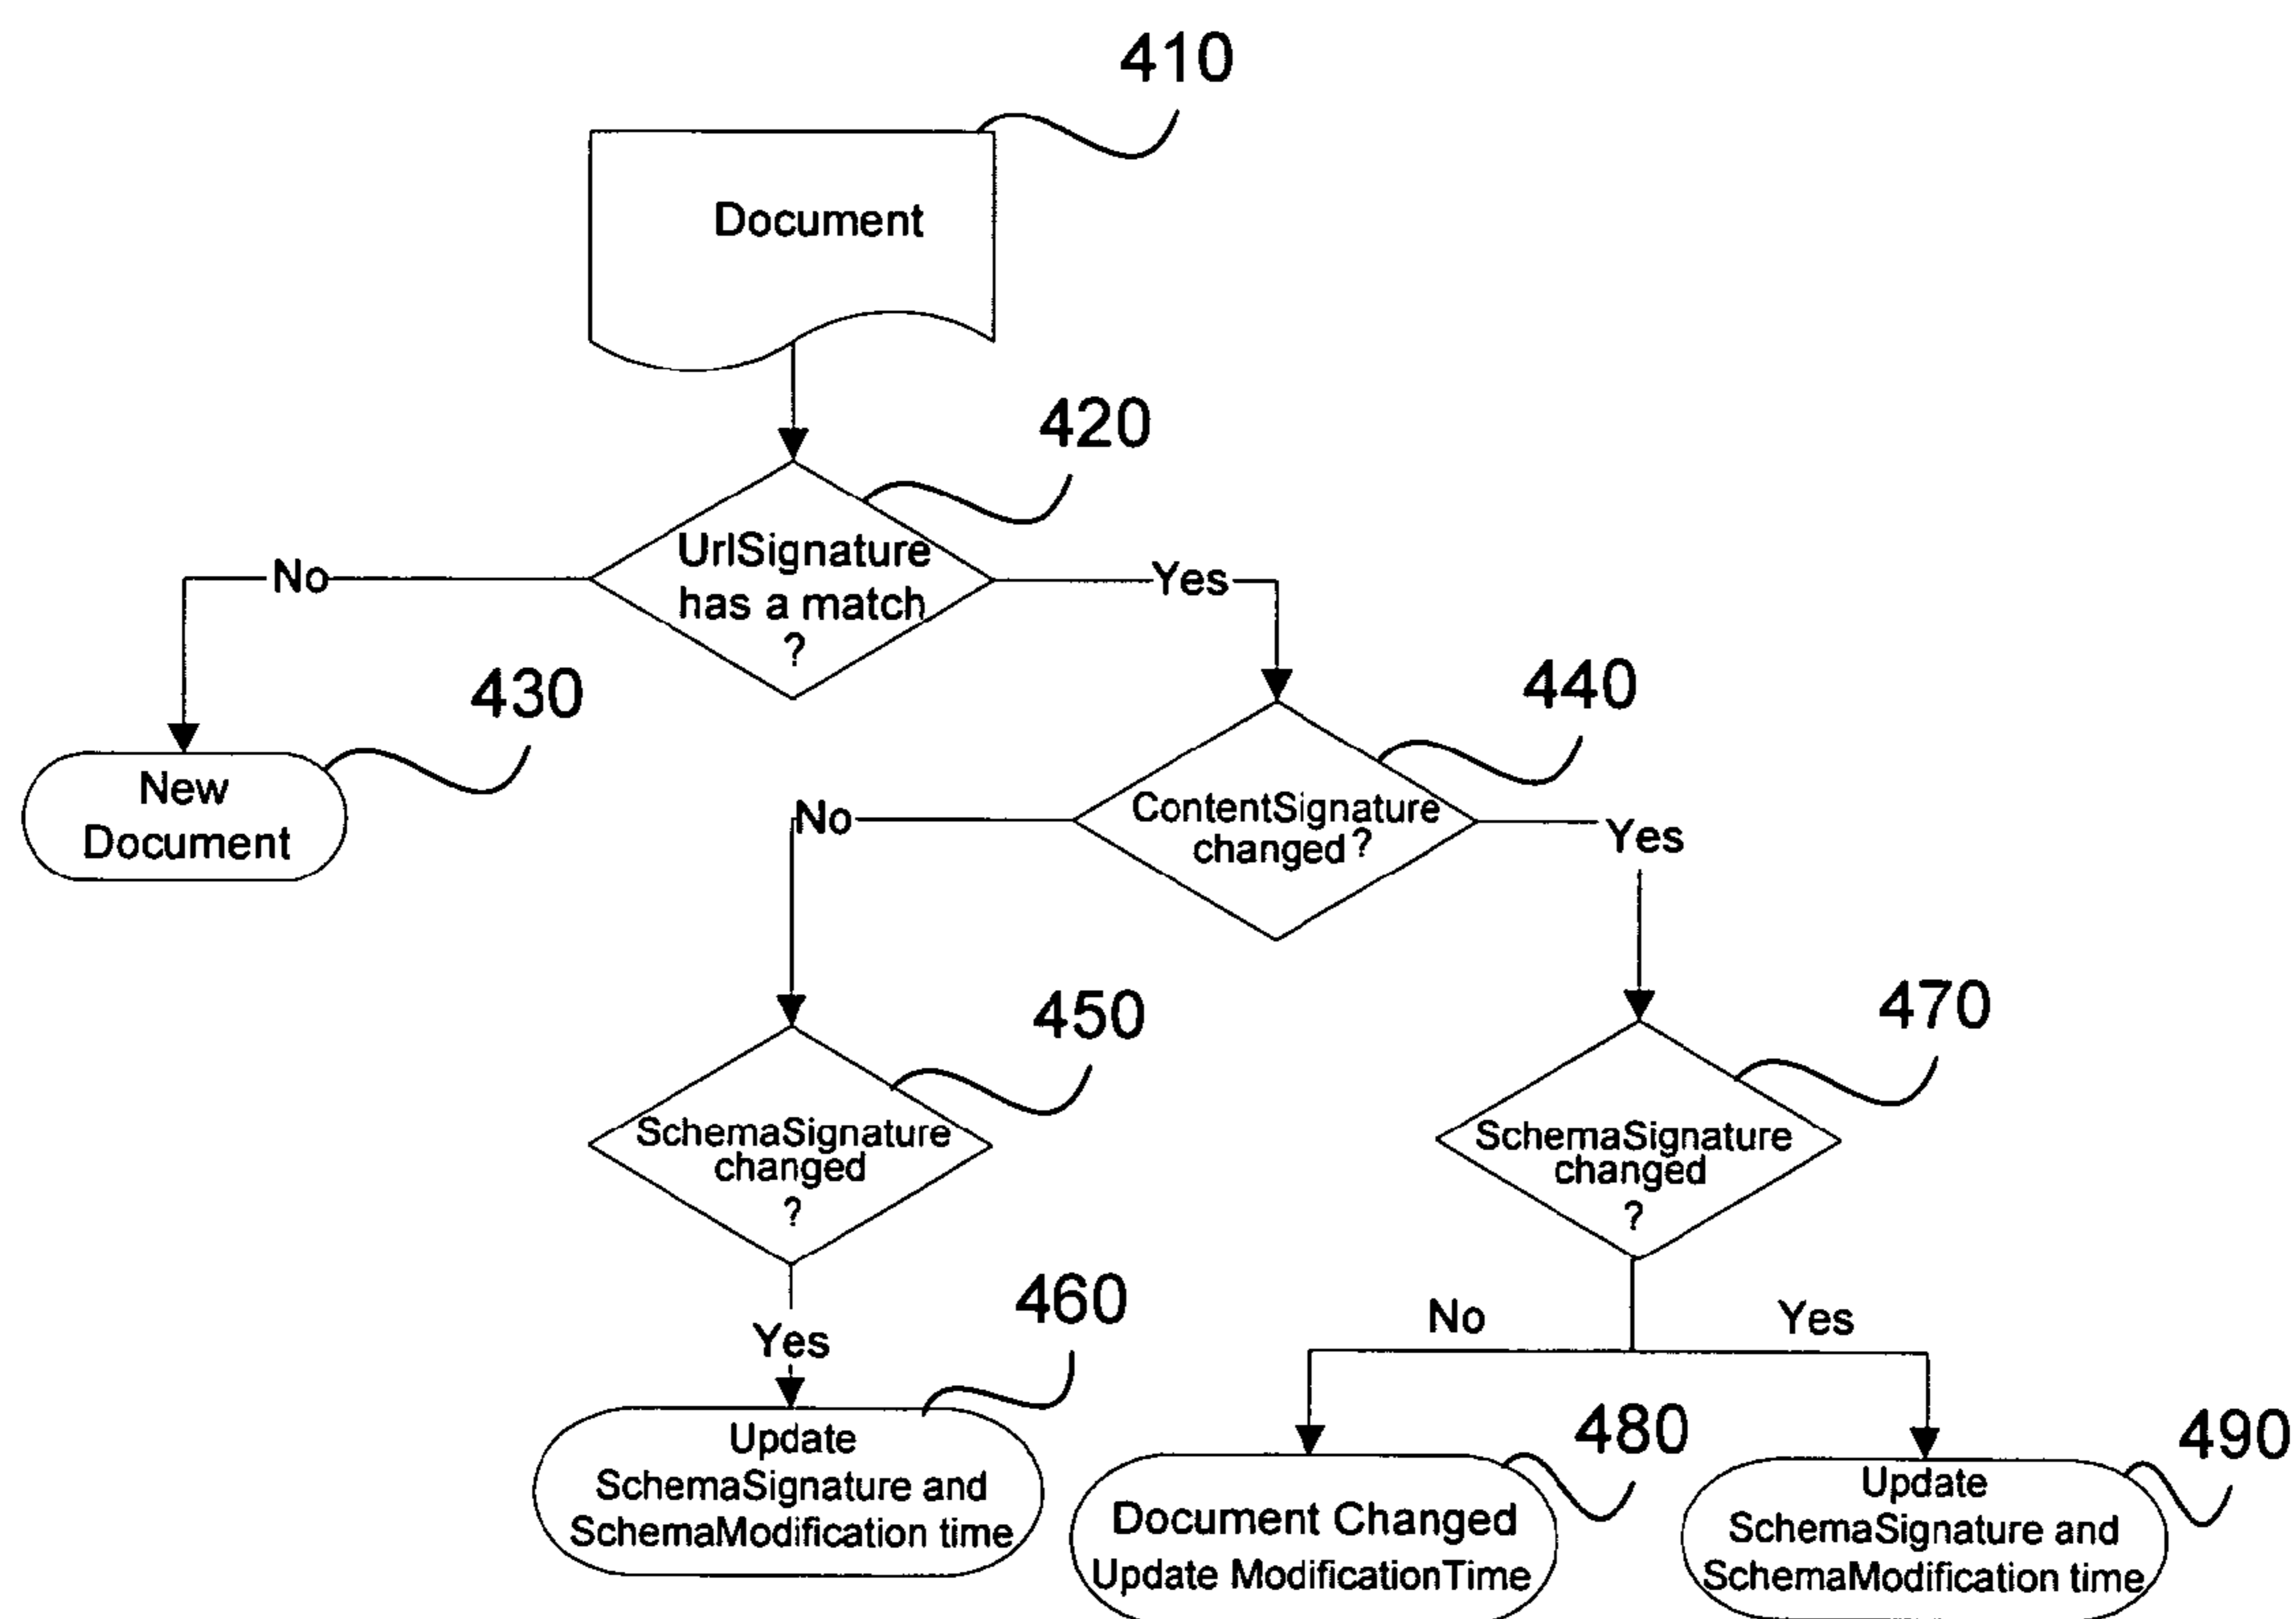 410
Document
420
UrlSignature
has a match
?
No
Yes
430
New
Document
440
ContentSignature
changed?
No
Yes
450
SchemaSignature
changed
?
470
SchemaSignature
changed
?
Yes
460
Update
SchemaSignature and
SchemaModification time
No
Yes
480
Document Changed
Update ModificationTime
490
Update
SchemaSignature and
SchemaModification time